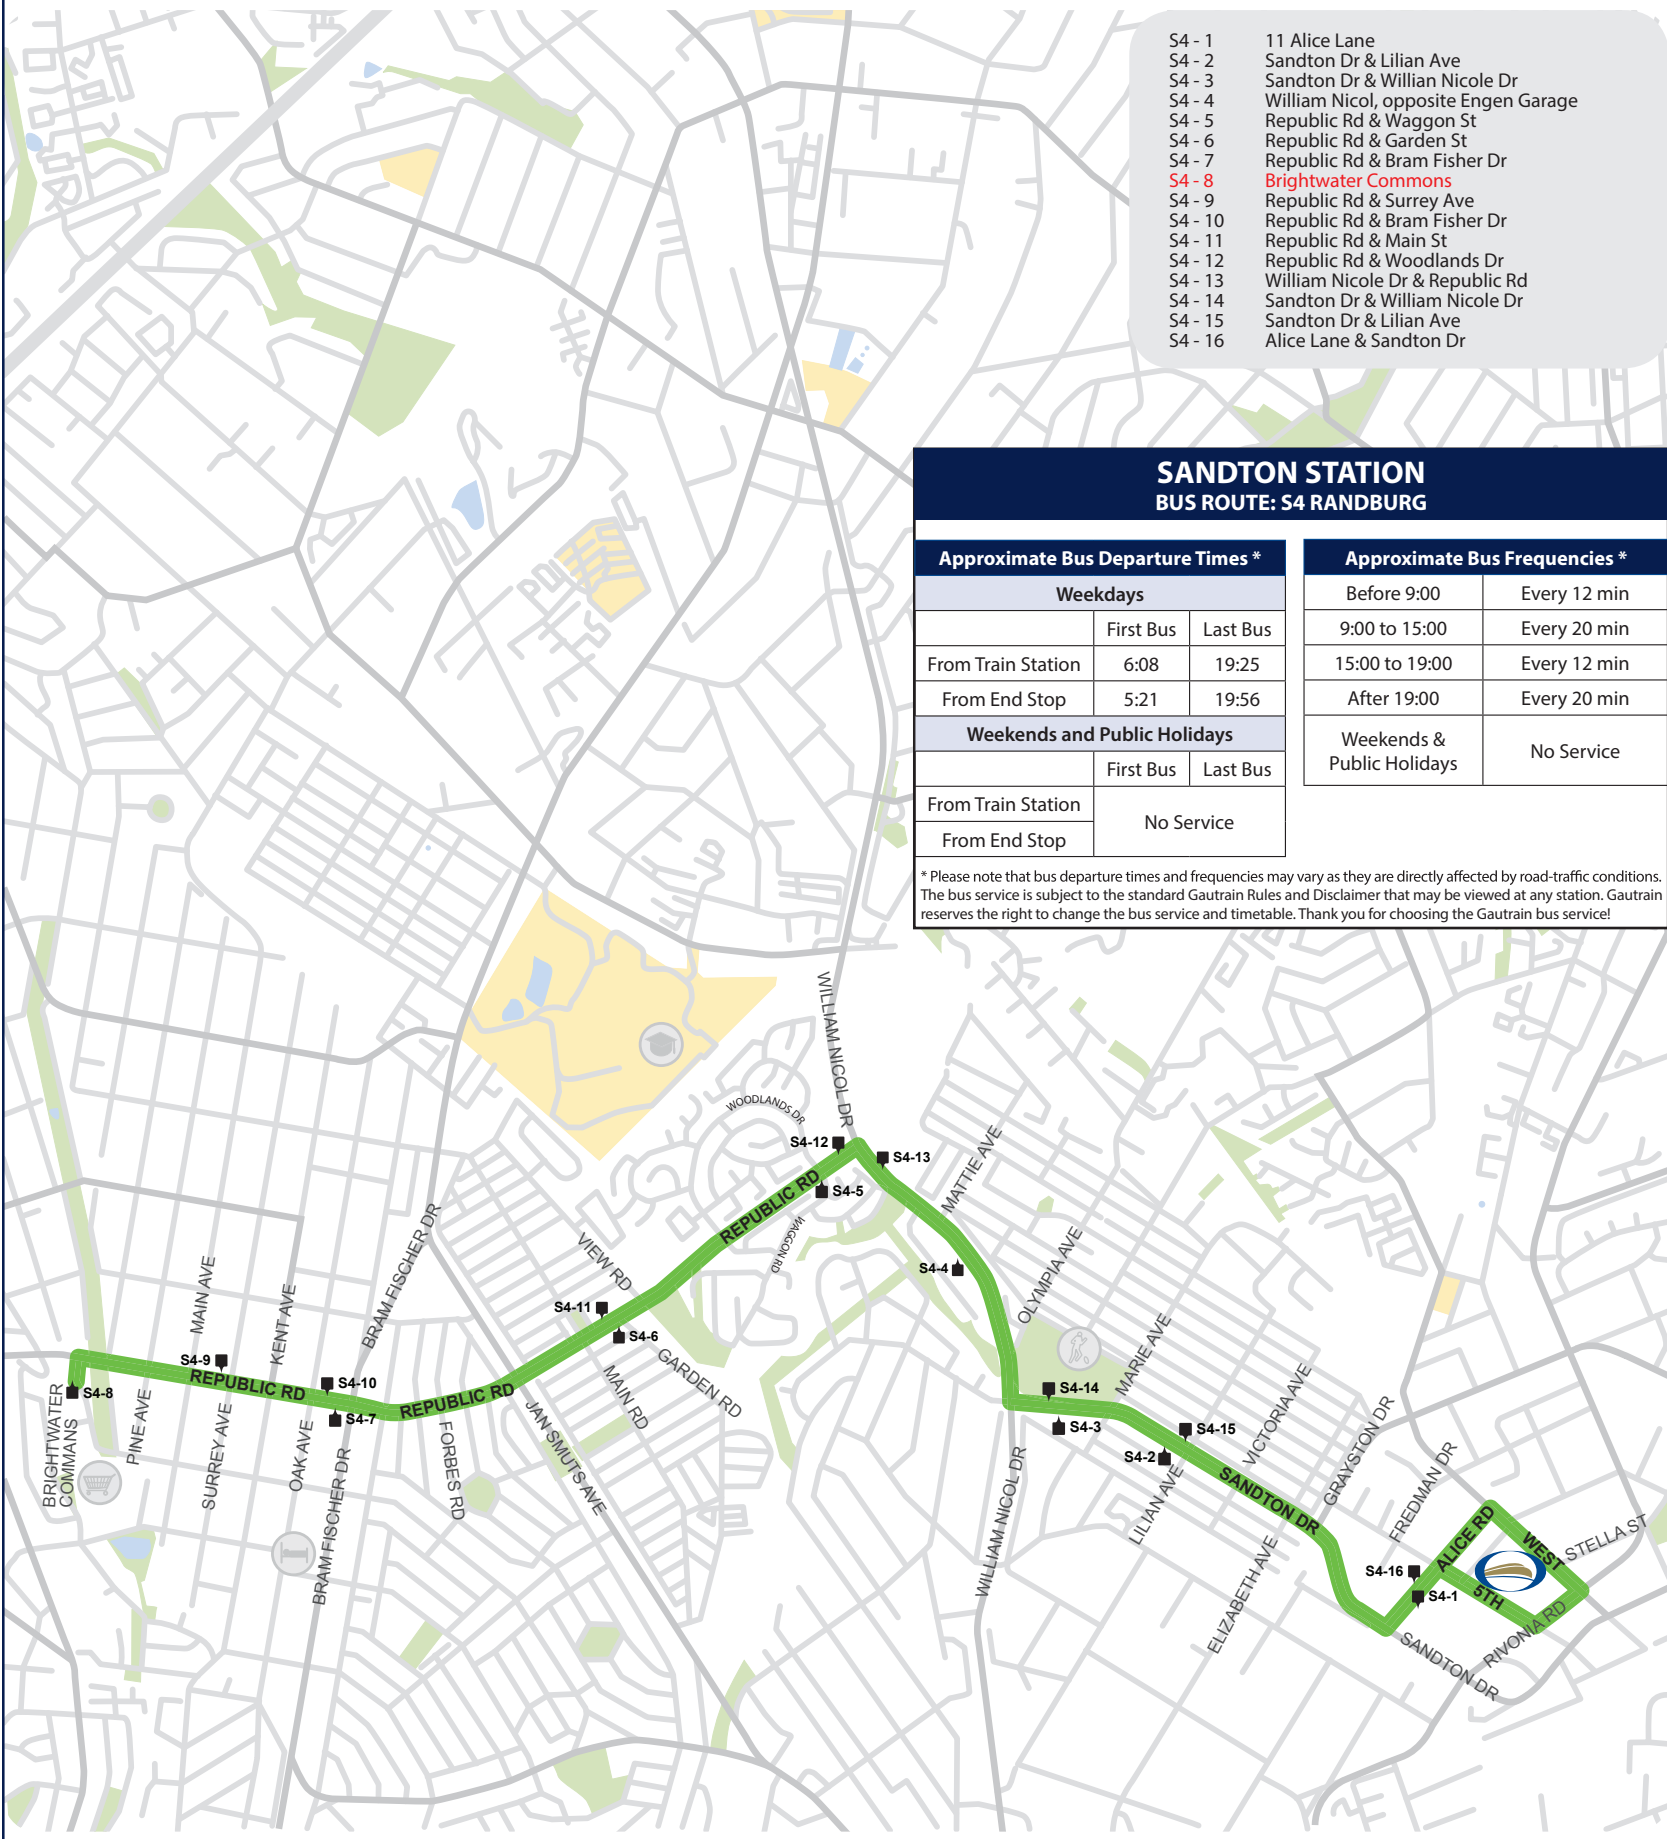 S4 - 1 11 Alice Lane
S4 - 2 Sandton Dr & Lilian Ave
S4 - 3 Sandton Dr & Willian Nicole Dr
S4 - 4 William Nicol, opposite Engen Garage
S4 - 5 Republic Rd & Waggon St
S4 - 6 Republic Rd & Garden St
S4 - 7 Republic Rd & Bram Fisher Dr
S4 - 8 Brightwater Commons
S4 - 9 Republic Rd & Surrey Ave
S4 - 10 Republic Rd & Bram Fisher Dr
S4 - 11 Republic Rd & Main St
S4 - 12 Republic Rd & Woodlands Dr
S4 - 13 William Nicole Dr & Republic Rd
S4 - 14 Sandton Dr & William Nicole Dr
S4 - 15 Sandton Dr & Lilian Ave
S4 - 16 Alice Lane & Sandton Dr
SANDTON STATION
BUS ROUTE: S4 RANDBURG
Approximate Bus Departure Times *
Weekdays
First Bus Last Bus
From Train Station 6:08 19:25
From End Stop 5:21 19:56
Weekends and Public Holidays
First Bus Last Bus
From Train Station
No Service
From End Stop
Approximate Bus Frequencies *
Before 9:00 Every 12 min
9:00 to 15:00 Every 20 min
15:00 to 19:00 Every 12 min
After 19:00 Every 20 min
Weekends &
Public Holidays
No Service
* Please note that bus departure times and frequencies may vary as they are directly affected by road-traffic conditions.
The bus service is subject to the standard Gautrain Rules and Disclaimer that may be viewed at any station. Gautrain
reserves the right to change the bus service and timetable. Thank you for choosing the Gautrain bus service!
WILLIAM NICOL DR
WOODLANDS DR
S4-12
S4-13
S4-5
REPUBLIC RD
WAGGON RD
MATTIE AVE
S4-4
OLYMPIA AVE
VIEW RD
S4-11
S4-6
GARDEN RD
MAIN RD
BRAM FISCHER DR
MAIN AVE
KENT AVE
S4-9
REPUBLIC RD
S4-10
S4-7
REPUBLIC RD
S4-8
BRIGHTWATER
COMMANS
PINE AVE
SURREY AVE
OAK AVE
BRAM FISCHER DR
FORBES RD
JAN SMUTS AVE
MARIE AVE
S4-14
S4-3
S4-15
S4-2
LILIAN AVE
WILLIAM NICOL DR
SANDTON DR
VICTORIA AVE
GRAYSTON DR
ELIZABETH AVE
FREDMAN DR
S4-16
S4-1
ALICE RD
WEST
5TH
STELLA ST
RIVONIA RD
SANDTON DR